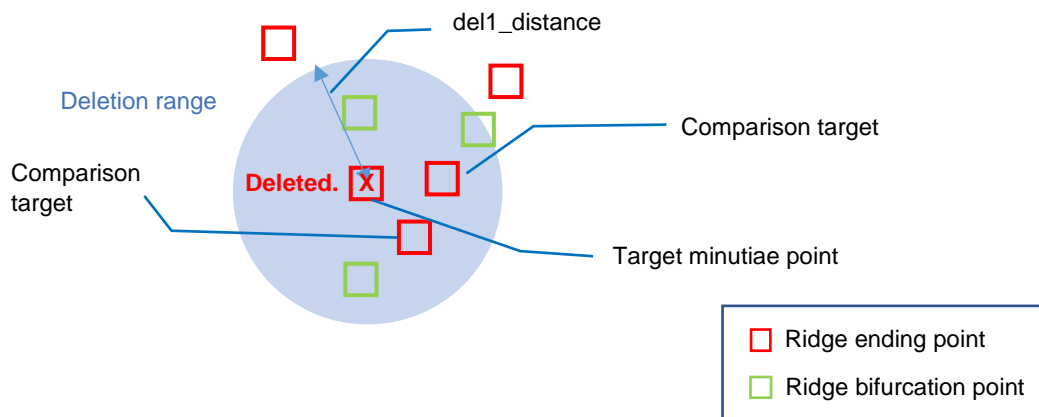 del1_distance
Deletion range
Comparison target
Comparison
target
Deleted.
X
Target minutiae point
Ridge ending point
Ridge bifurcation point